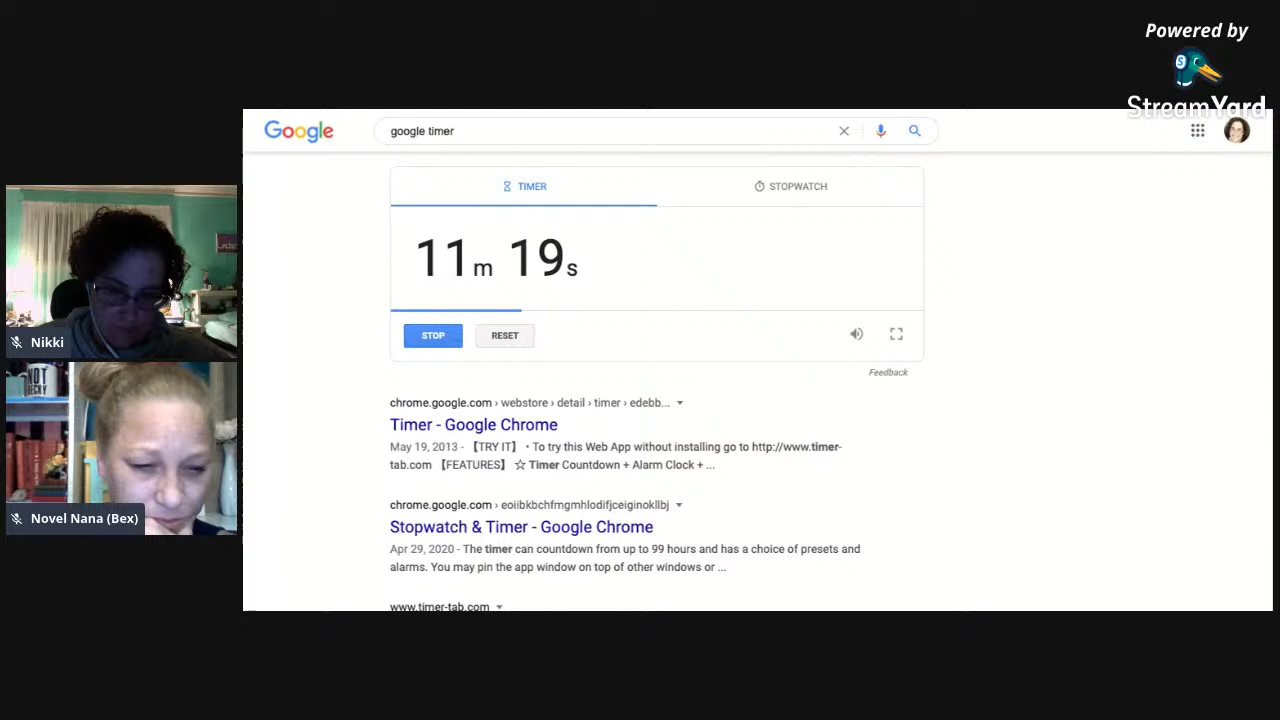 Powered by
StreamYard
Google
google timer
TIMER
STOPWATCH
11m 19s
STOP
RESET
Feedback
chrome.google.com › webstore › detail › timer › edebb...
Timer - Google Chrome
May 19, 2013 - 【TRY IT】 • To try this Web App without installing go to http://www.timer-
tab.com 【FEATURES】 ☆ Timer Countdown + Alarm Clock + ...
chrome.google.com › eoiibkbchfmgmhlodifjceiginokllbj
Stopwatch & Timer - Google Chrome
Apr 29, 2020 - The timer can countdown from up to 99 hours and has a choice of presets and
alarms. You may pin the app window on top of other windows or ...
www.timer-tab.com
Nikki
NOT
BECKY
Novel Nana (Bex)